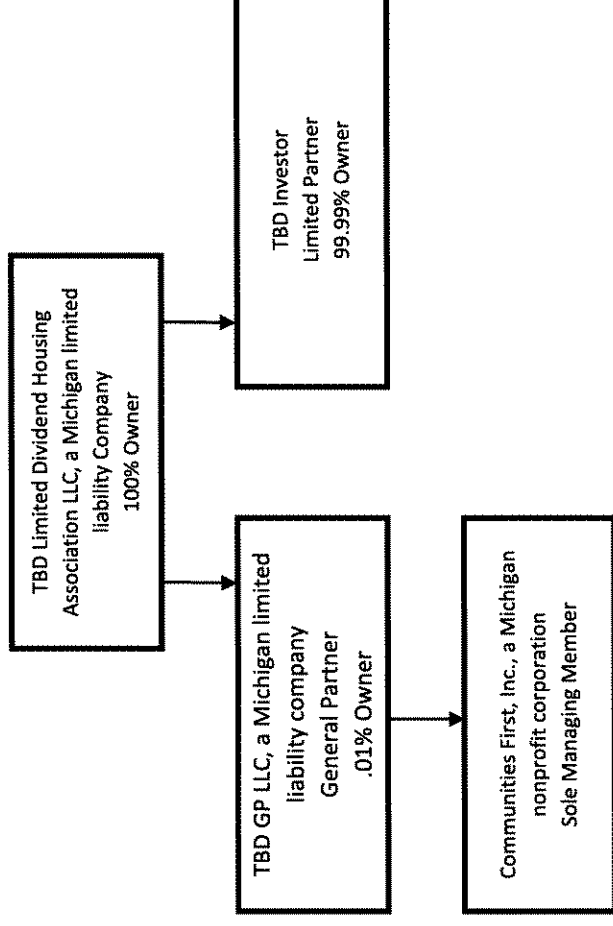 TBD Limited Dividend Housing
Association LLC, a Michigan limited
liability Company
100% Owner
TBD GP LLC, a Michigan limited
liability company
General Partner
.01% Owner
TBD Investor
Limited Partner
99.99% Owner
Communities First, Inc., a Michigan
nonprofit corporation
Sole Managing Member